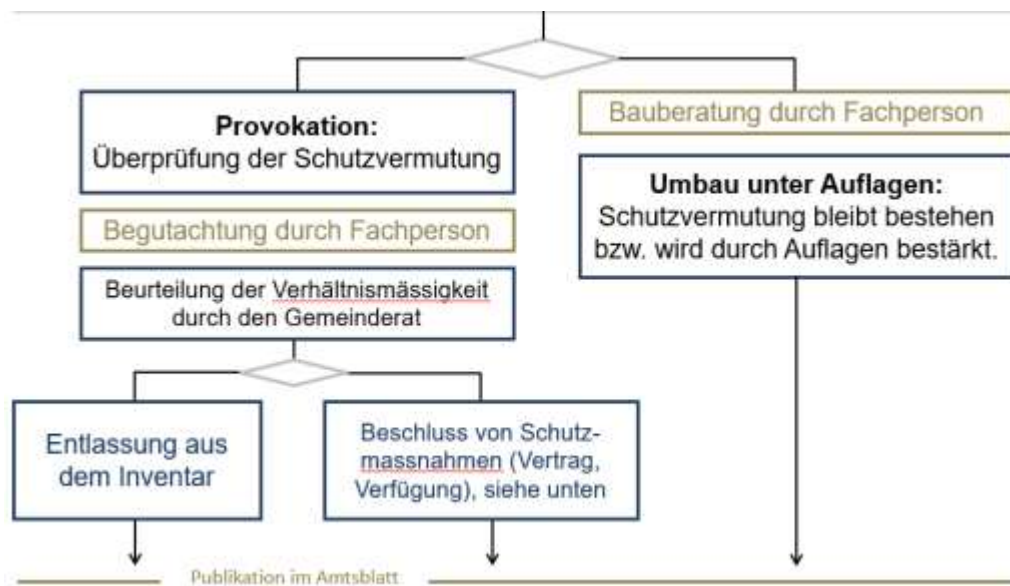 Provokation:
Überprüfung der Schutzvermutung
Begutachtung durch Fachperson
Beurteilung der Verhältnismässigkeit
durch den Gemeinderat
Entlassung aus
dem Inventar
Beschluss von Schutz-
massnahmen (Vertrag,
Verfügung), siehe unten
Bauberatung durch Fachperson
Umbau unter Auflagen:
Schutzvermutung bleibt bestehen
bzw. wird durch Auflagen bestärkt.
Publikation im Amtsblatt